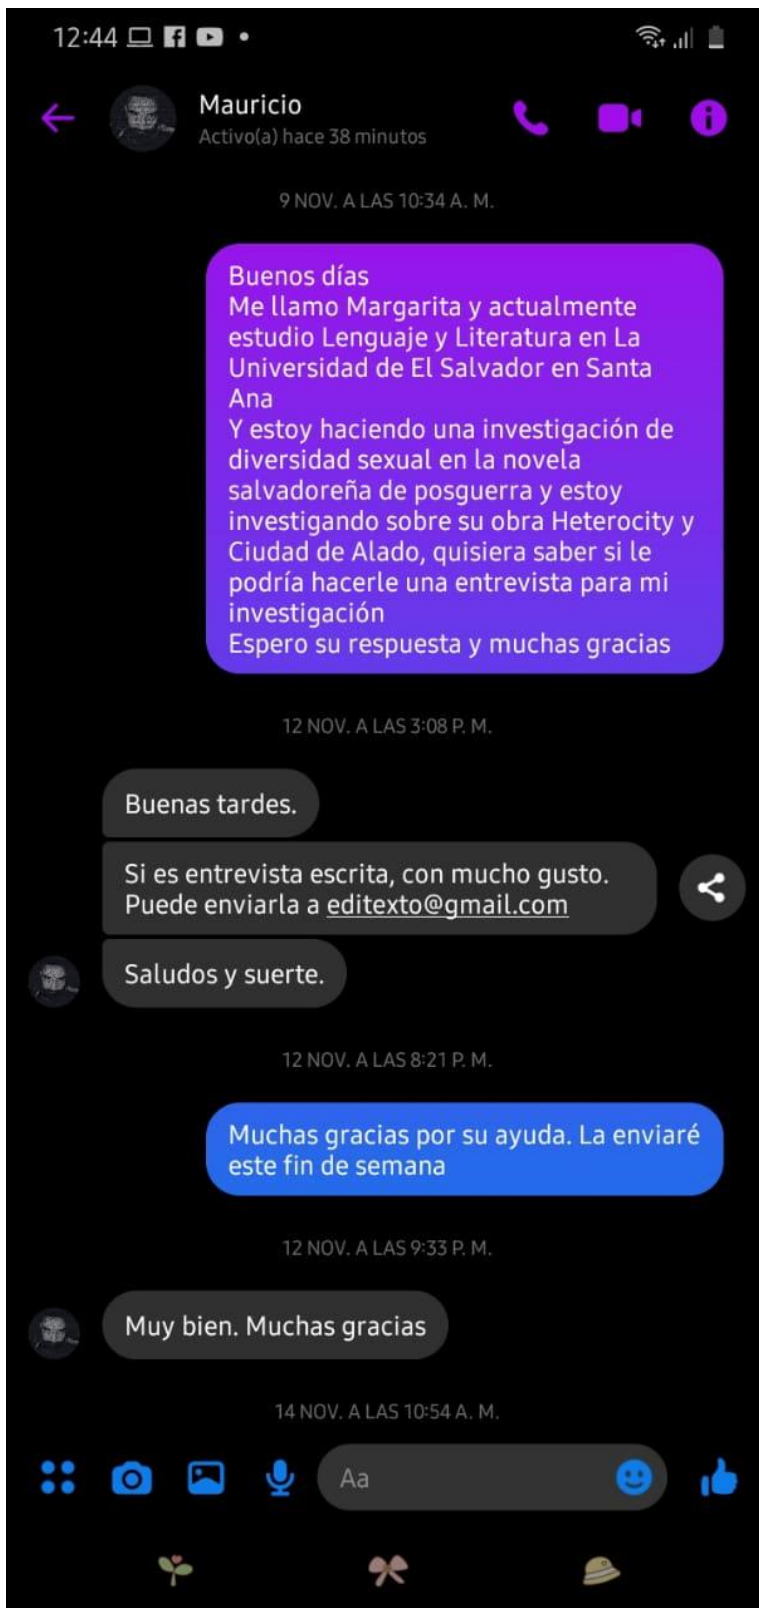 12:44
Mauricio
Activo(a) hace 38 minutos
9 NOV. A LAS 10:34 A. M.
Buenos días
Me llamo Margarita y actualmente
estudio Lenguaje y Literatura en La
Universidad de El Salvador en Santa
Ana
Y estoy haciendo una investigación de
diversidad sexual en la novela
salvadoreña de posguerra y estoy
investigando sobre su obra Heterocity y
Ciudad de Alado, quisiera saber si le
podría hacerle una entrevista para mi
investigación
Espero su respuesta y muchas gracias
12 NOV. A LAS 3:08 P. M.
Buenas tardes.
Si es entrevista escrita, con mucho gusto.
Puede enviarla a editexto@gmail.com
Saludos y suerte.
12 NOV. A LAS 8:21 P. M.
Muchas gracias por su ayuda. La enviaré
este fin de semana
12 NOV. A LAS 9:33 P. M.
Muy bien. Muchas gracias
14 NOV. A LAS 10:54 A. M.
Aa